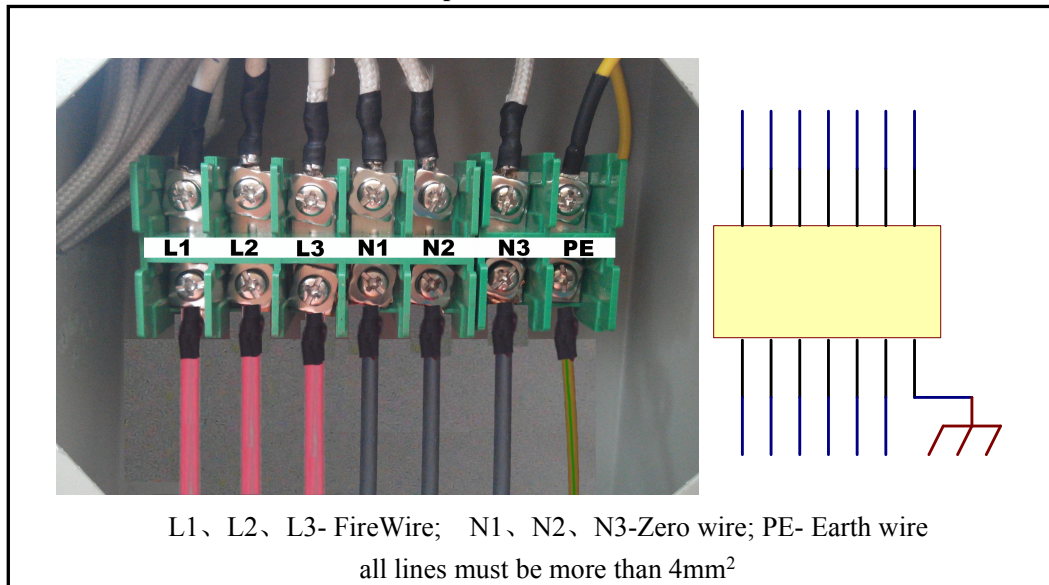 L1 L2 L3 N1 N2 N3 PE
L1、L2、L3- FireWire; N1、N2、N3-Zero wire; PE- Earth wire
all lines must be more than 4mm²